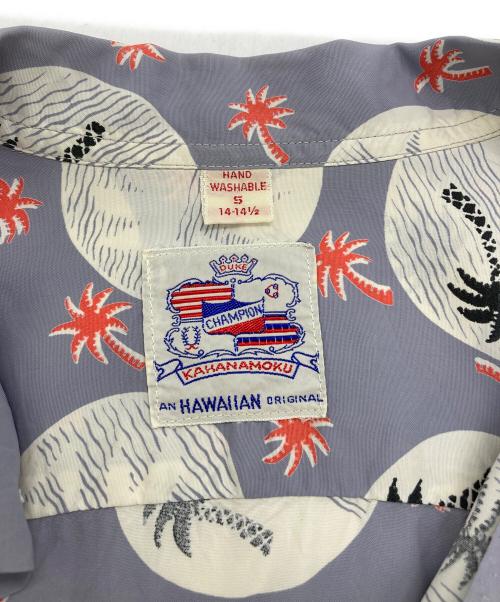 HAND
WASHABLE
S
14-14½
DUKE
CHAMPION
KAHANAMOKU
AN HAWAIIAN ORIGINAL